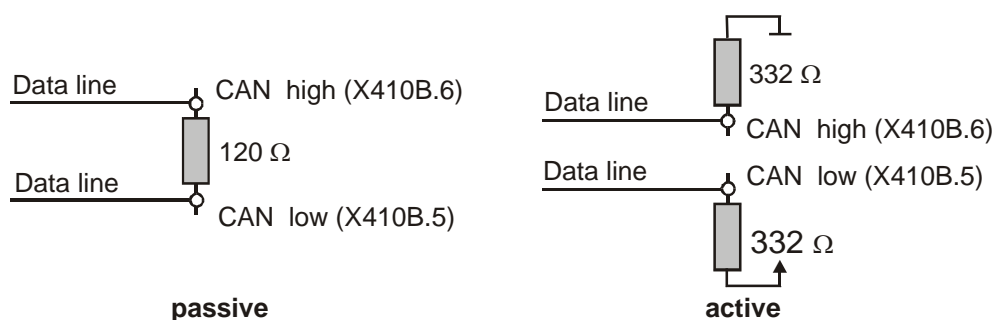 Data line
CAN high (X410B.6)
120 Ω
Data line
CAN low (X410B.5)
passive
332 Ω
Data line
CAN high (X410B.6)
Data line
CAN low (X410B.5)
332 Ω
active